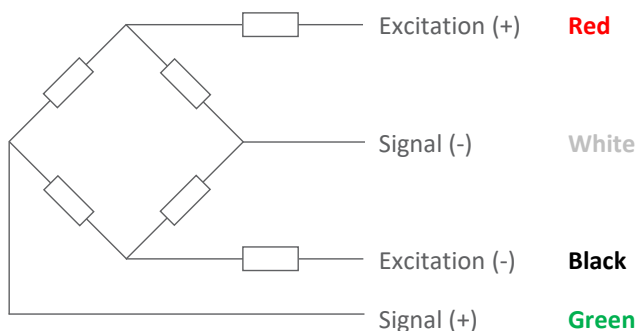 Excitation (+) Red
Signal (-) White
Excitation (-) Black
Signal (+) Green